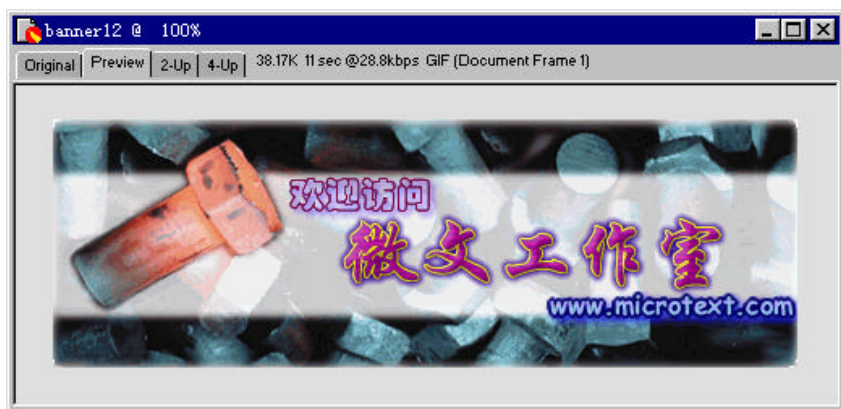 banner12 @ 100%
Original Preview 2-Up 4-Up 38.17K 11 sec @28.8kbps GIF (Document Frame 1)
欢迎访问
微文工作室
www.microtext.com